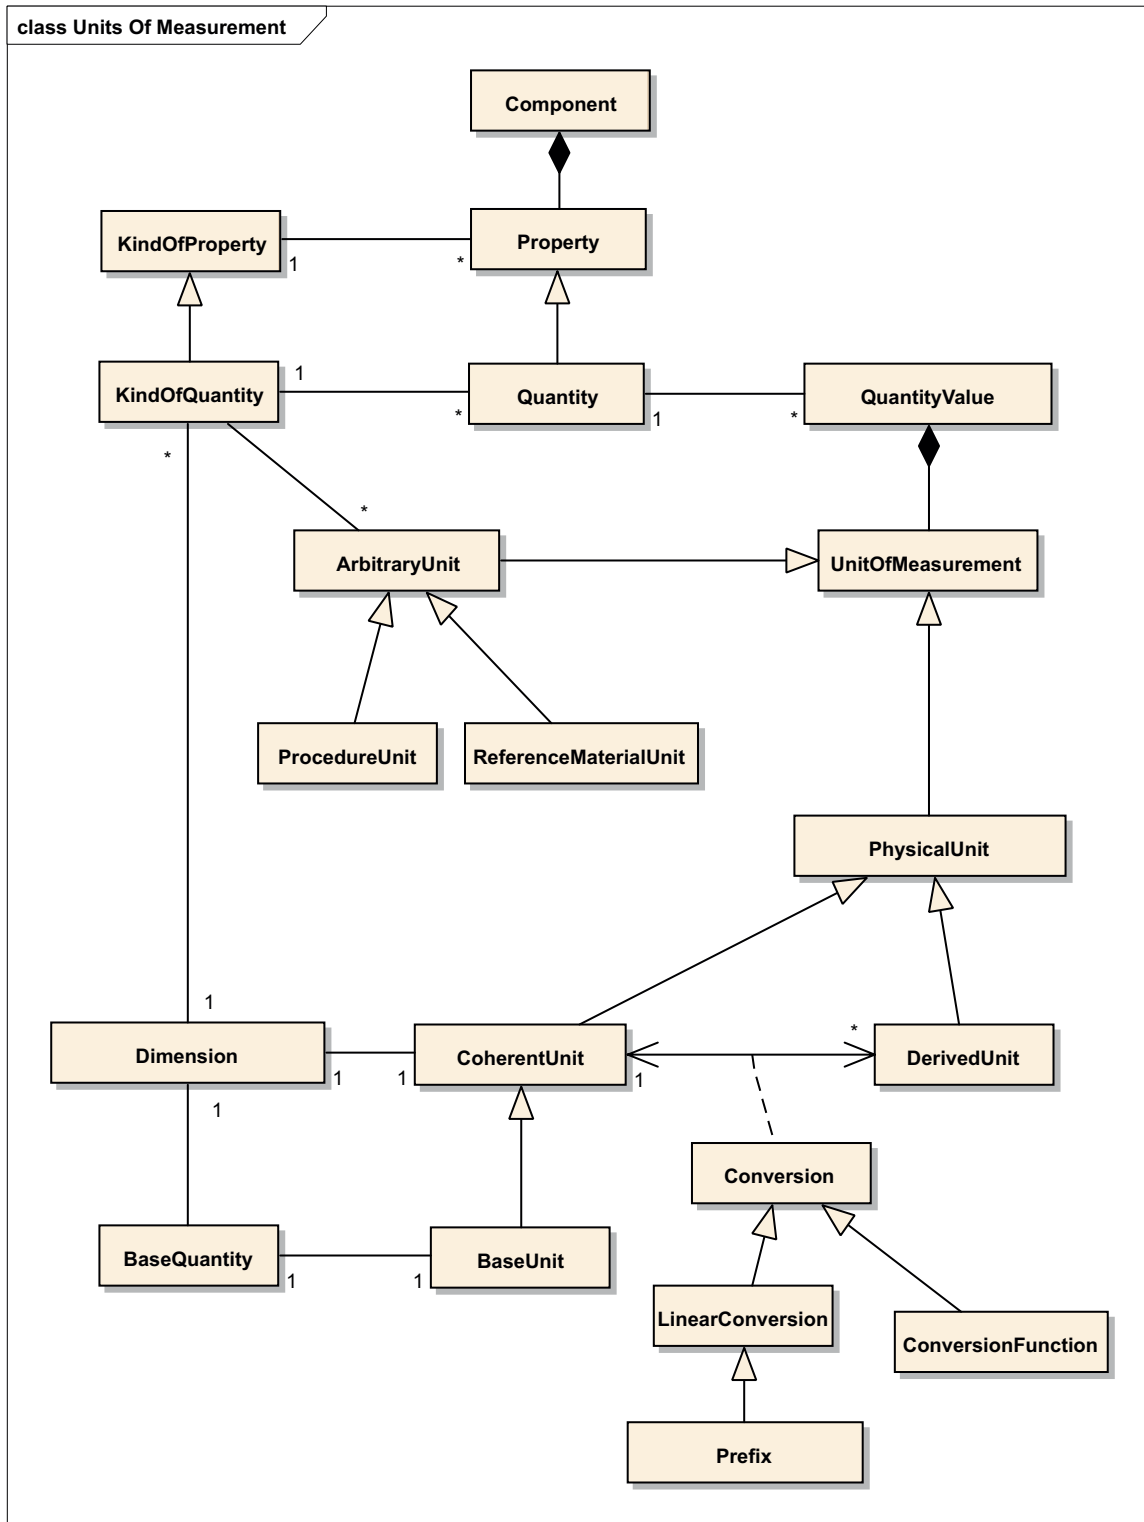 class Units Of Measurement
Component
KindOfProperty
Property
1
*
KindOfQuantity
1
*
Quantity
1
*
QuantityValue
*
*
ArbitraryUnit
UnitOfMeasurement
ProcedureUnit
ReferenceMaterialUnit
PhysicalUnit
1
Dimension
1
1
CoherentUnit
1
*
DerivedUnit
1
Conversion
BaseQuantity
1
1
BaseUnit
LinearConversion
ConversionFunction
Prefix